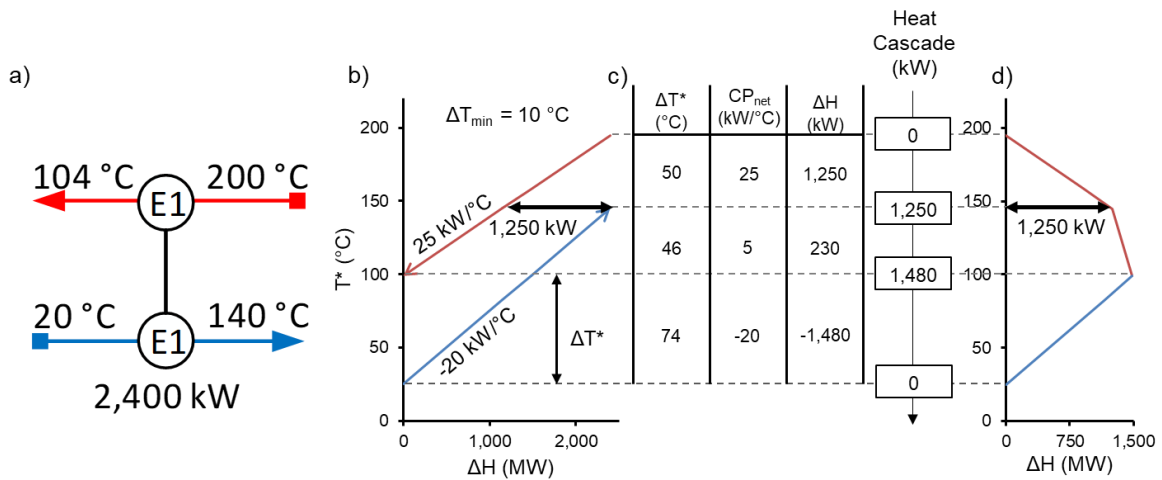 a)
104 °C
200 °C
E1
20 °C
140 °C
E1
2,400 kW
b)
ΔTmin = 10 °C
T* (°C)
200
150
100
50
0
25 kW/°C
1,250 kW
-20 kW/°C
ΔT*
0
1,000
2,000
ΔH (MW)
c)
ΔT*
(°C)
CPnet
(kW/°C)
ΔH
(kW)
50
25
1,250
46
5
230
74
-20
-1,480
Heat
Cascade
(kW)
0
1,250
1,480
0
d)
200
150
100
50
0
1,250 kW
0
750
1,500
ΔH (MW)